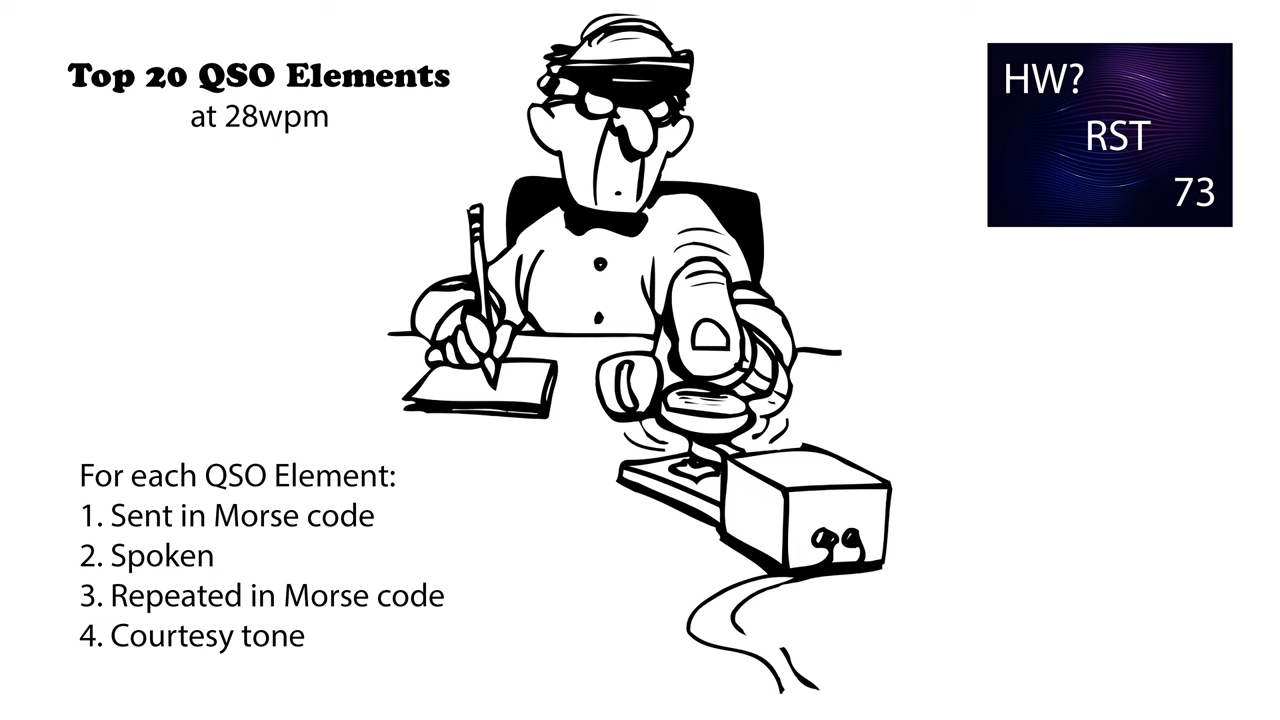 Top 20 QSO Elements
at 28wpm
HW?
RST
73
For each QSO Element:
1. Sent in Morse code
2. Spoken
3. Repeated in Morse code
4. Courtesy tone